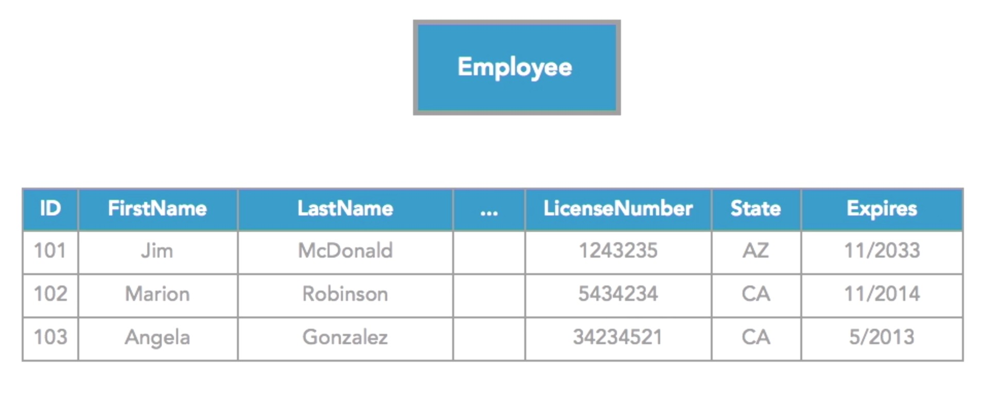 Employee
ID FirstName LastName ... LicenseNumber State Expires
101 Jim McDonald 1243235 AZ 11/2033
102 Marion Robinson 5434234 CA 11/2014
103 Angela Gonzalez 34234521 CA 5/2013